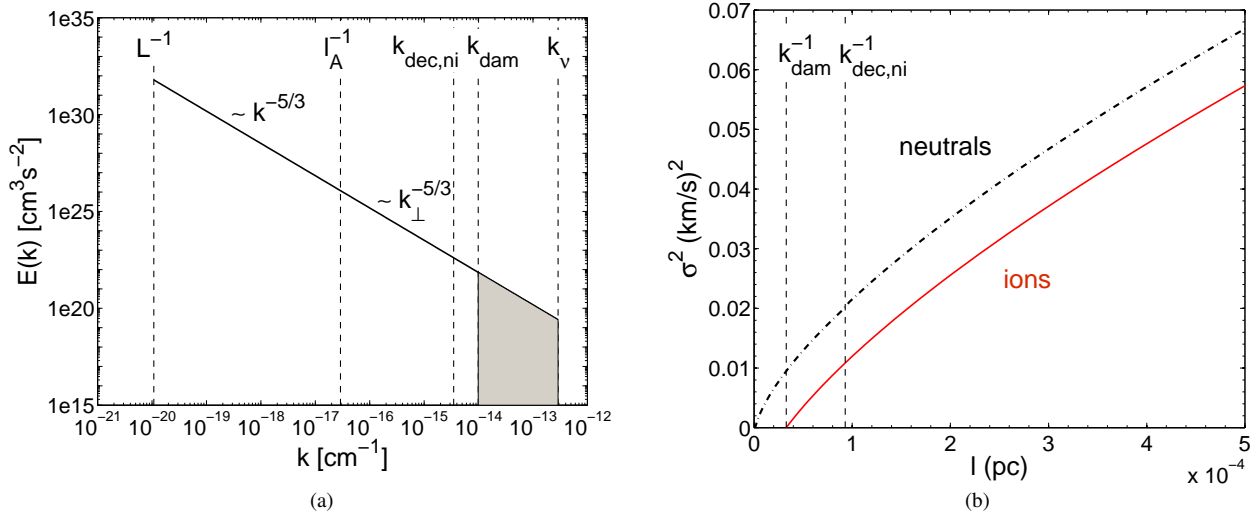 1e35
1e30
1e25
1e20
1e15
E(k) [cm³s⁻²]
L⁻¹
l_A⁻¹
k_dec,ni
k_dam
k_ν
~ k⁻⁵/³
~ k_⊥⁻⁵/³
10⁻²¹ 10⁻²⁰ 10⁻¹⁹ 10⁻¹⁸ 10⁻¹⁷ 10⁻¹⁶ 10⁻¹⁵ 10⁻¹⁴ 10⁻¹³ 10⁻¹²
k [cm⁻¹]
(a)
0.07
0.06
0.05
0.04
0.03
0.02
0.01
0
σ² (km/s)²
k_dam⁻¹
k_dec,ni⁻¹
neutrals
ions
0 1 2 3 4 5
l (pc)
x 10⁻⁴
(b)